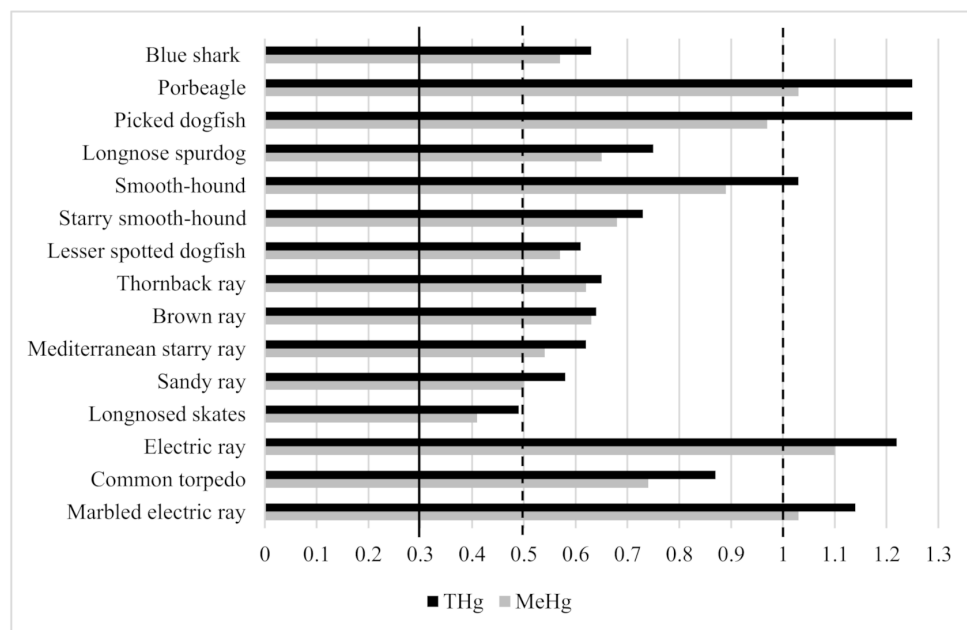 Blue shark
Porbeagle
Picked dogfish
Longnose spurdog
Smooth-hound
Starry smooth-hound
Lesser spotted dogfish
Thornback ray
Brown ray
Mediterranean starry ray
Sandy ray
Longnosed skates
Electric ray
Common torpedo
Marbled electric ray
0 0.1 0.2 0.3 0.4 0.5 0.6 0.7 0.8 0.9 1 1.1 1.2 1.3
THg MeHg